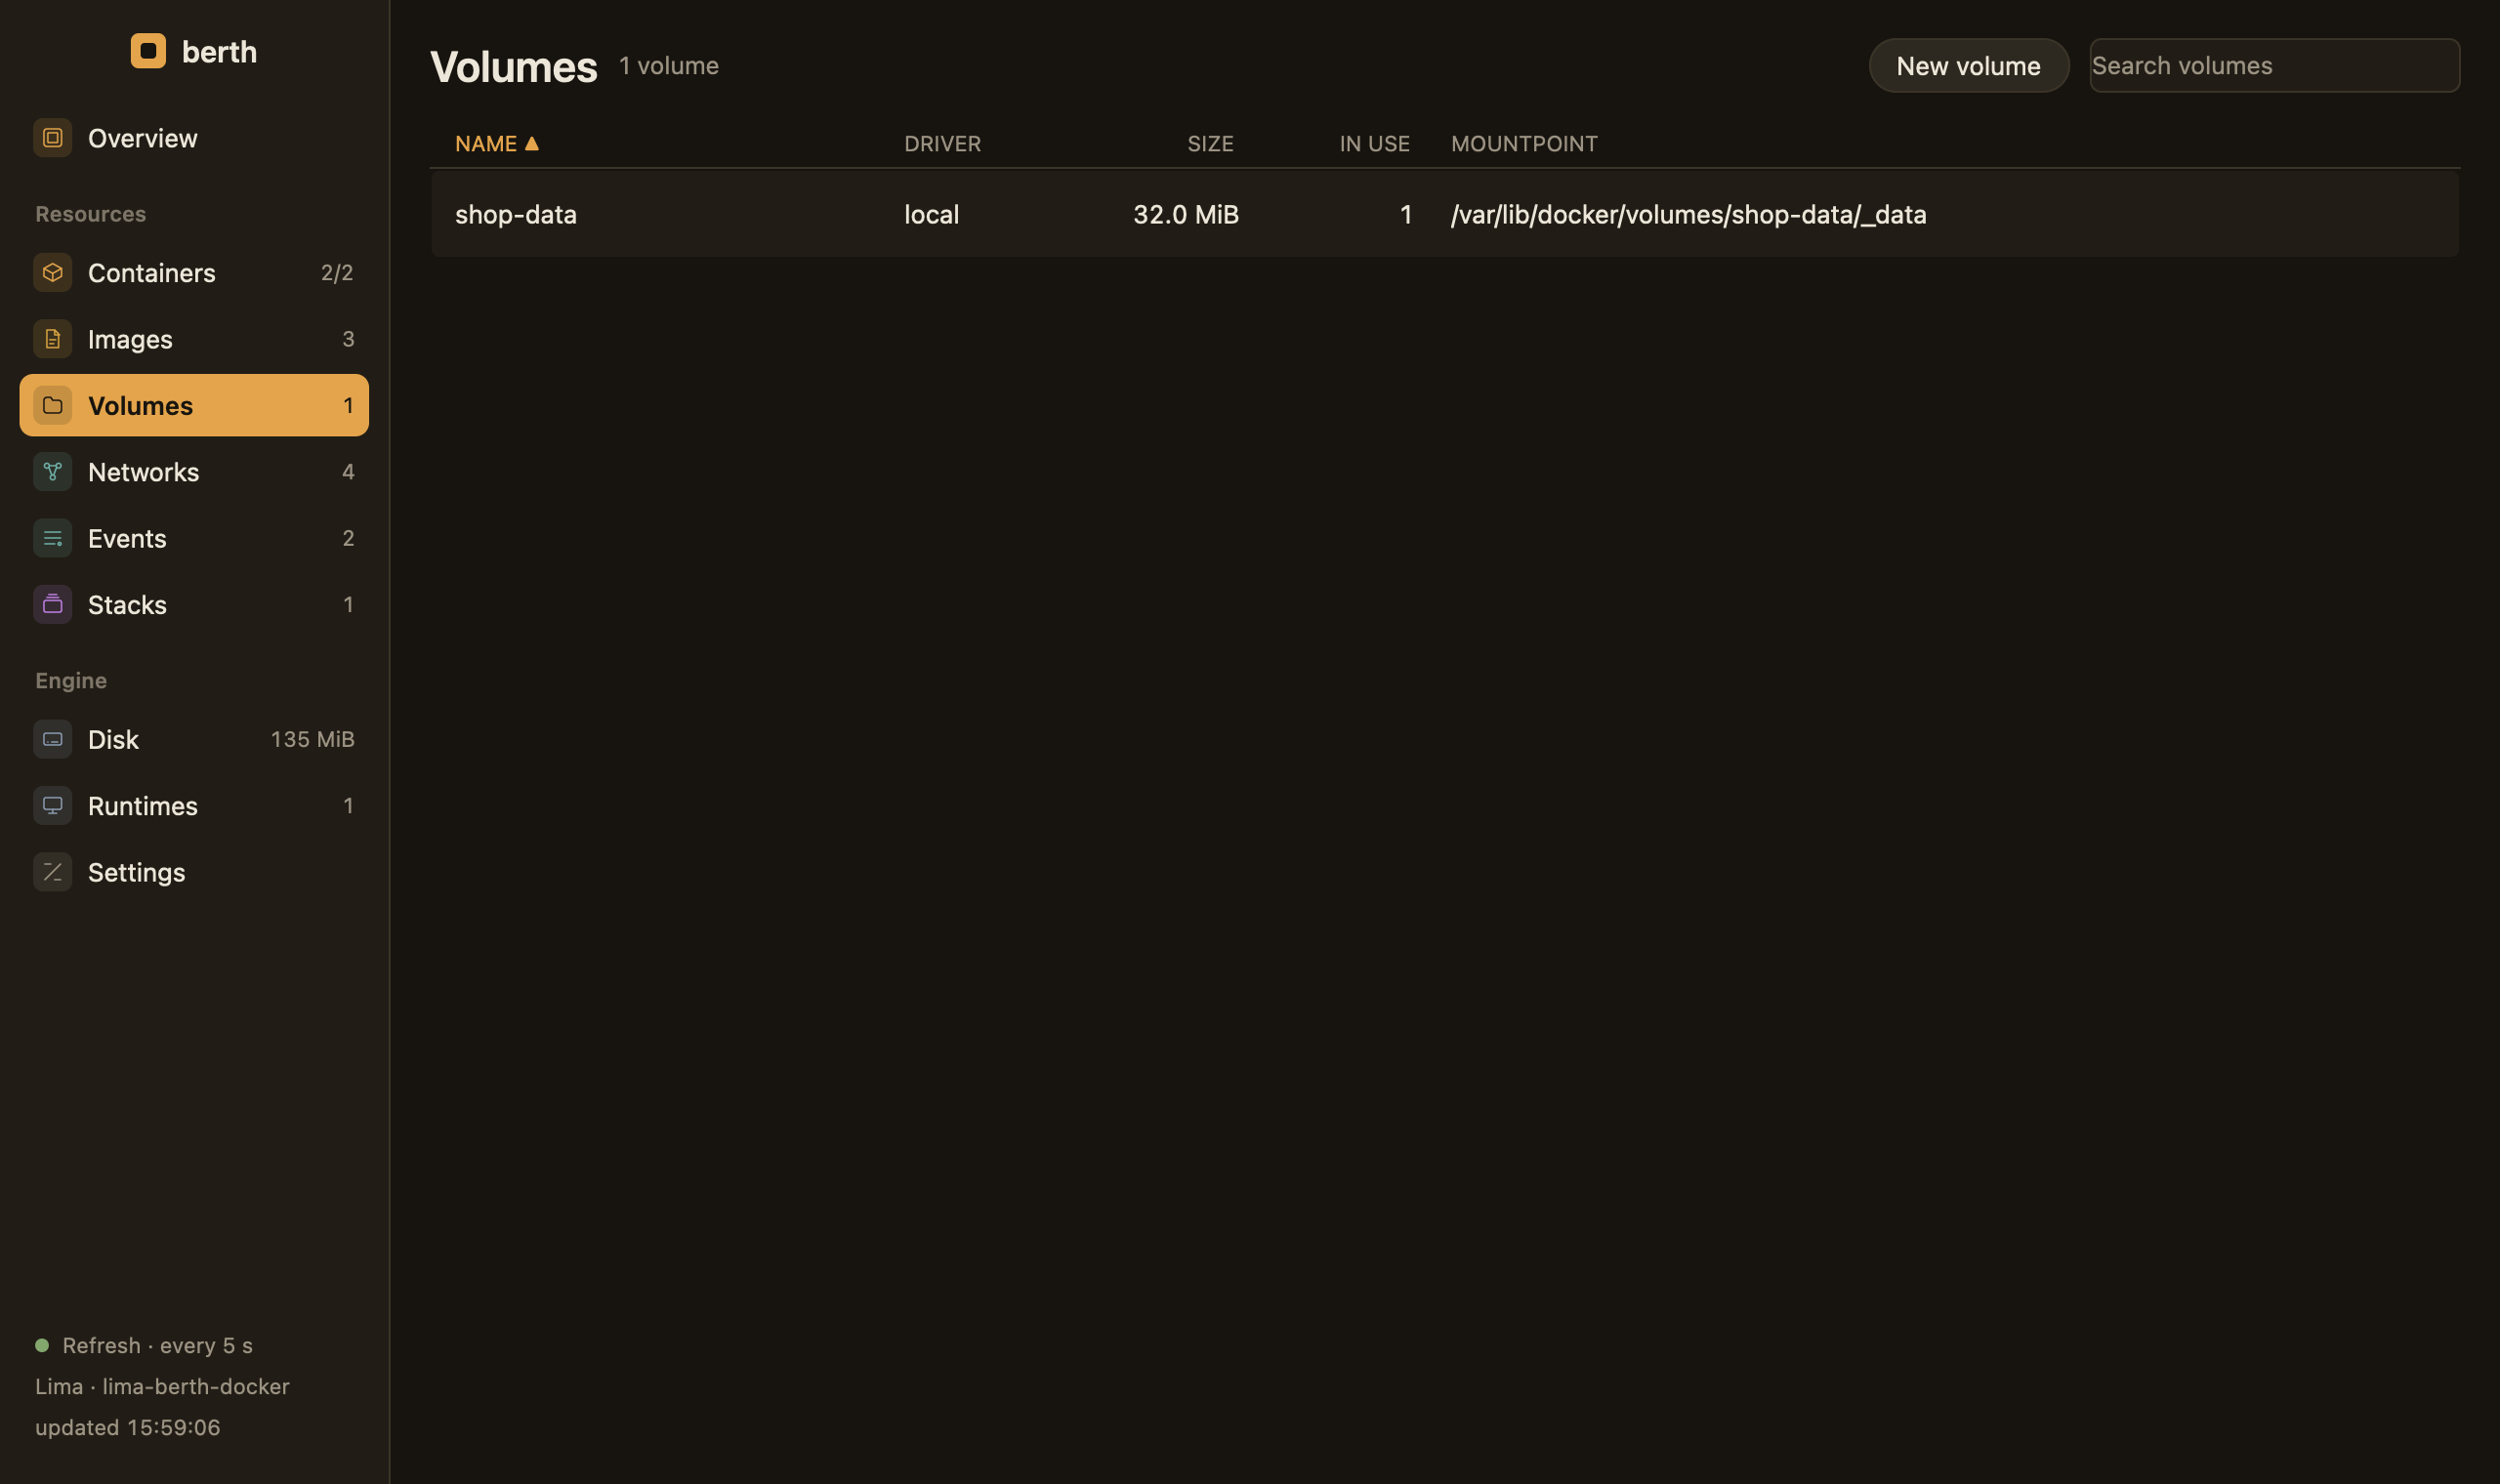 berth
Overview
Resources
Containers 2/2
Images 3
Volumes 1
Networks 4
Events 2
Stacks 1
Engine
Disk 135 MiB
Runtimes 1
Settings
Refresh · every 5 s
Lima · lima-berth-docker
updated 15:59:06
Volumes 1 volume New volume Search volumes
NAME ▲ DRIVER SIZE IN USE MOUNTPOINT
shop-data local 32.0 MiB 1 /var/lib/docker/volumes/shop-data/_data